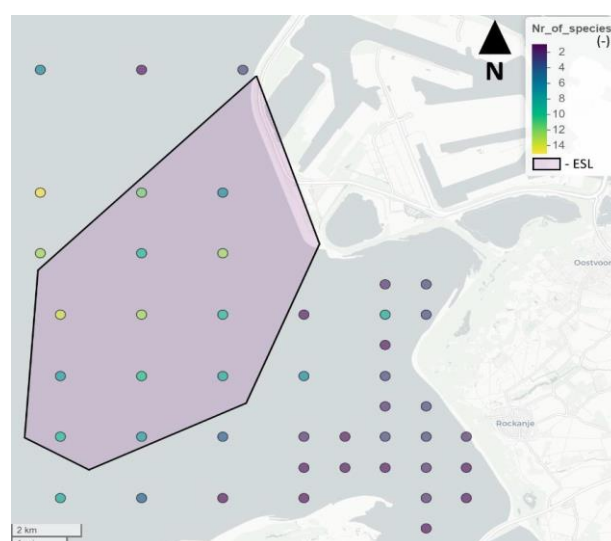 Nr_of_species
(-)
2
4
6
8
10
12
14
- ESL
N
Oostvoor
Rockanje
2 km